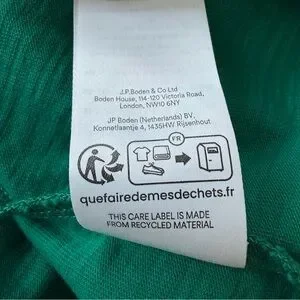 J.P.Boden & Co Ltd
Boden House, 114-120 Victoria Road,
London, NW10 6NY
JP Boden (Netherlands) BV.
Konnetlaantje 4, 1435HW Rijsenhout
FR
quefairedemesdechets.fr
THIS CARE LABEL IS MADE
FROM RECYCLED MATERIAL